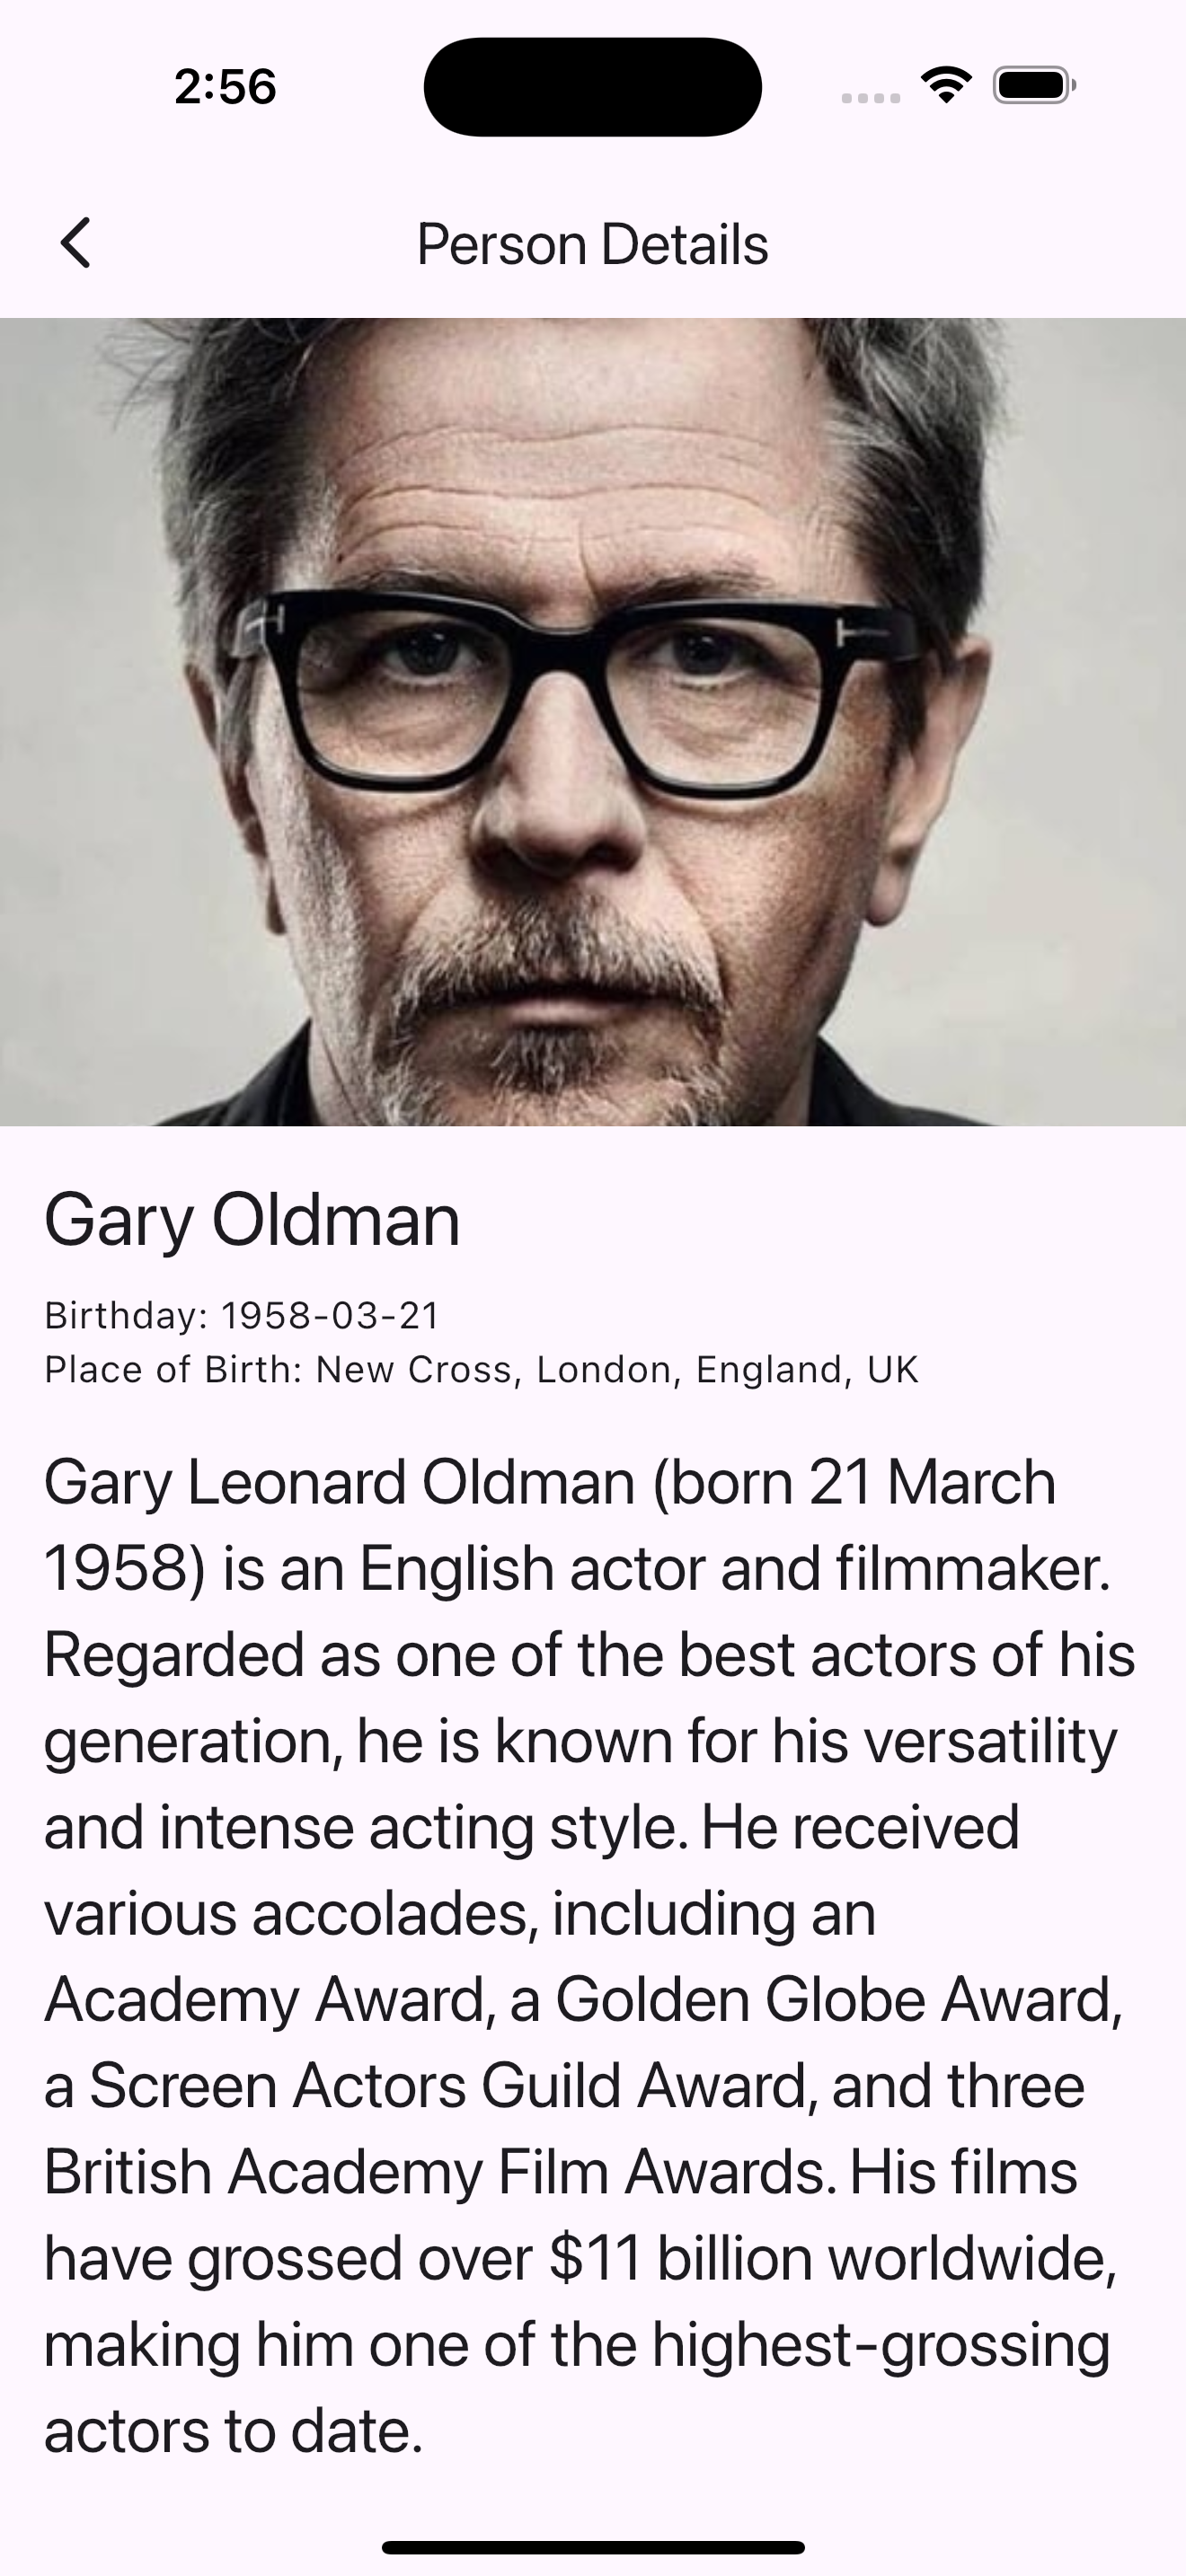 2:56
Person Details
Gary Oldman
Birthday: 1958-03-21
Place of Birth: New Cross, London, England, UK
Gary Leonard Oldman (born 21 March
1958) is an English actor and filmmaker.
Regarded as one of the best actors of his
generation, he is known for his versatility
and intense acting style. He received
various accolades, including an
Academy Award, a Golden Globe Award,
a Screen Actors Guild Award, and three
British Academy Film Awards. His films
have grossed over $11 billion worldwide,
making him one of the highest-grossing
actors to date.